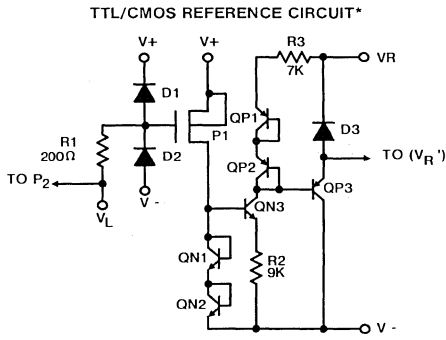 TTL/CMOS REFERENCE CIRCUIT*
V+
V+
R3
7K
VR
D1
QP1
P1
D3
R1
200Ω
D2
QP2
TO (VR')
TO P2
V-
QP3
VL
QN3
QN1
R2
9K
QN2
V-